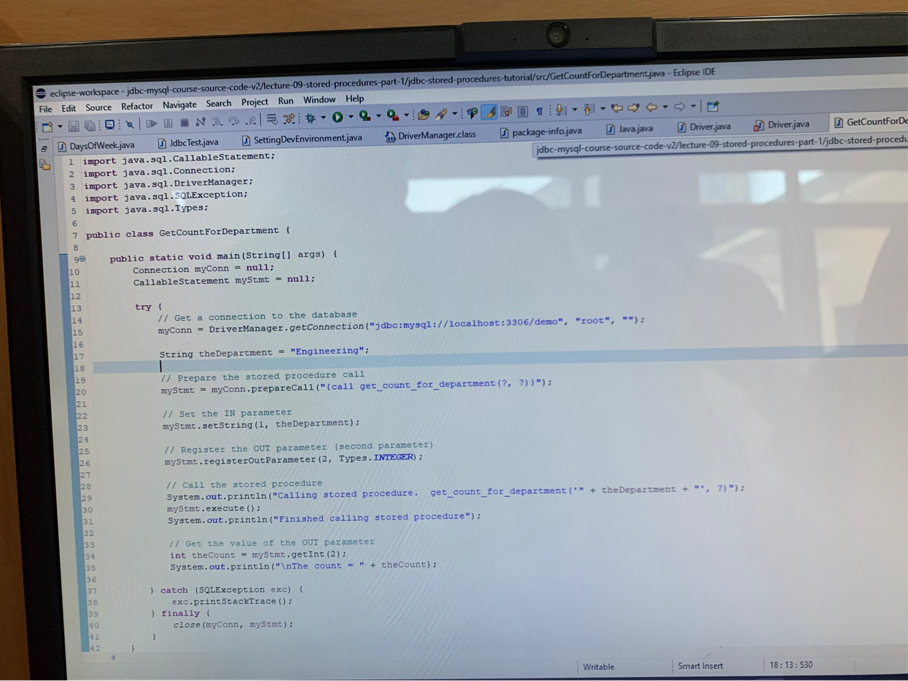 eclipse-workspace - jdbc-mysql-course-source-code-v2/lecture-09-stored-procedures-part-1/jdbc-stored-procedures-tutorial/src/GetCountForDepartment.java - Eclipse IDE
File Edit Source Refactor Navigate Search Project Run Window Help
DaysOfWeek.java JdbcTest.java SettingDevEnvironment.java DriverManager.class package-info.java Java.java Driver.java Driver.java GetCountForDe
jdbc-mysql-course-source-code-v2/lecture-09-stored-procedures-part-1/jdbc-stored-procedu
1 import java.sql.CallableStatement;
2 import java.sql.Connection;
3 import java.sql.DriverManager;
4 import java.sql.SQLException;
5 import java.sql.Types;
6
7 public class GetCountForDepartment {
8
9 public static void main(String[] args) {
10 Connection myConn = null;
11 CallableStatement myStmt = null;
12
13 try {
14 // Get a connection to the database
15 myConn = DriverManager.getConnection("jdbc:mysql://localhost:3306/demo", "root", "");
16
17 String theDepartment = "Engineering";
18
19 // Prepare the stored procedure call
20 myStmt = myConn.prepareCall("{call get_count_for_department(?, ?)}");
21
22 // Set the IN parameter
23 myStmt.setString(1, theDepartment);
24
25 // Register the OUT parameter (second parameter)
26 myStmt.registerOutParameter(2, Types.INTEGER);
27
28 // Call the stored procedure
29 System.out.println("Calling stored procedure. get_count_for_department('" + theDepartment + "', ?)");
30 myStmt.execute();
31 System.out.println("Finished calling stored procedure");
32
33 // Get the value of the OUT parameter
34 int theCount = myStmt.getInt(2);
35 System.out.println("\nThe count = " + theCount);
36
37 } catch (SQLException exc) {
38 exc.printStackTrace();
39 } finally {
40 close(myConn, myStmt);
41 }
42 }
Writable Smart Insert 18 : 13 : 530